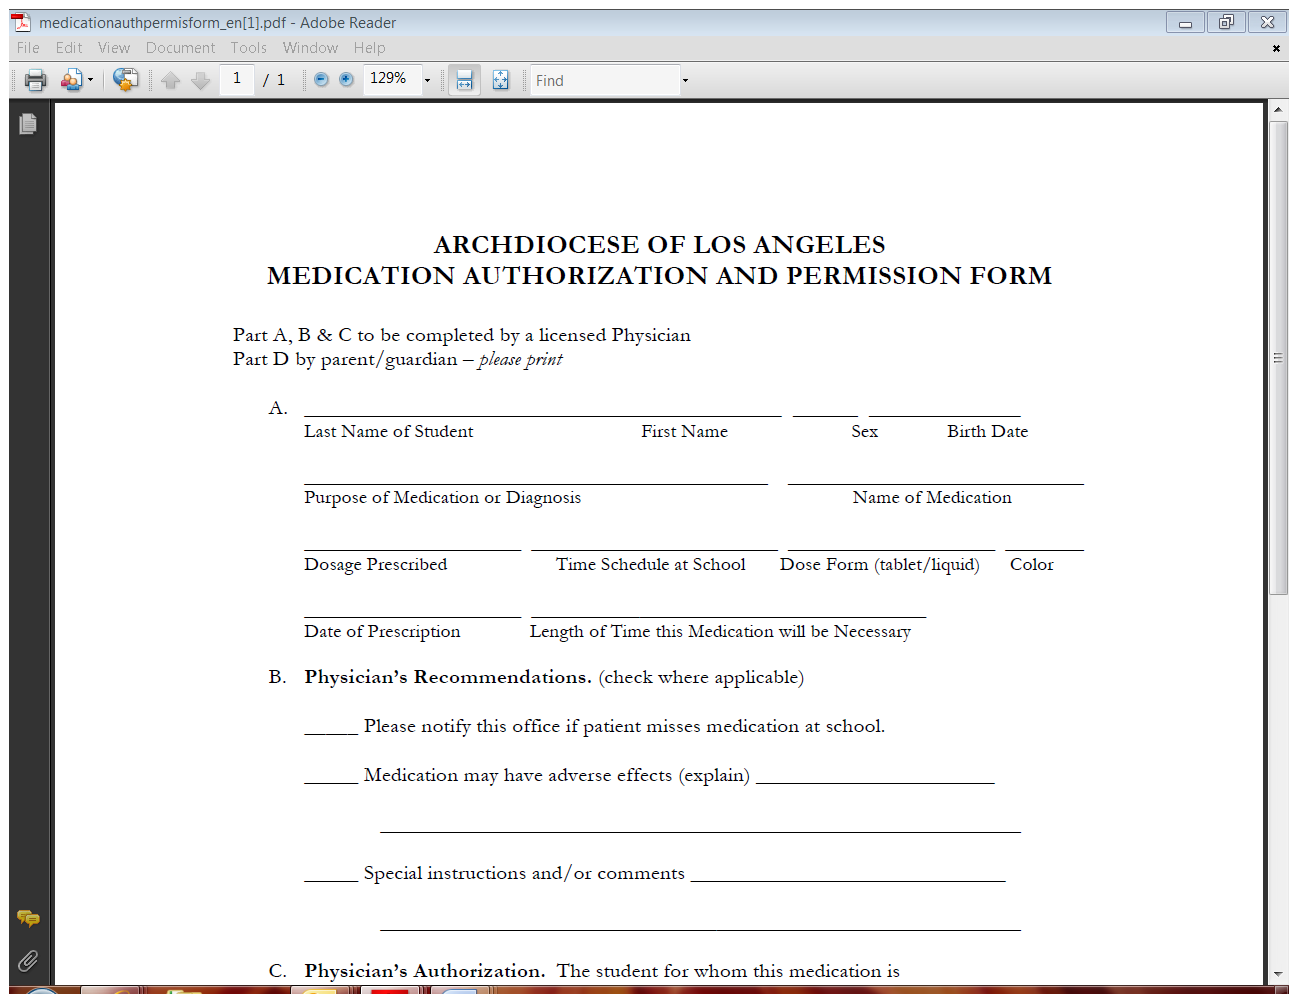 medicationauthpermisform_en[1].pdf - Adobe Reader
File Edit View Document Tools Window Help
1 / 1 129% Find
ARCHDIOCESE OF LOS ANGELES
MEDICATION AUTHORIZATION AND PERMISSION FORM
Part A, B & C to be completed by a licensed Physician
Part D by parent/guardian – please print
A. ____________________ ______ ____________
Last Name of Student First Name Sex Birth Date
Purpose of Medication or Diagnosis Name of Medication
Dosage Prescribed Time Schedule at School Dose Form (tablet/liquid) Color
Date of Prescription Length of Time this Medication will be Necessary
B. Physician's Recommendations. (check where applicable)
_____ Please notify this office if patient misses medication at school.
_____ Medication may have adverse effects (explain) ______________________
_____ Special instructions and/or comments _____________________________
C. Physician's Authorization. The student for whom this medication is